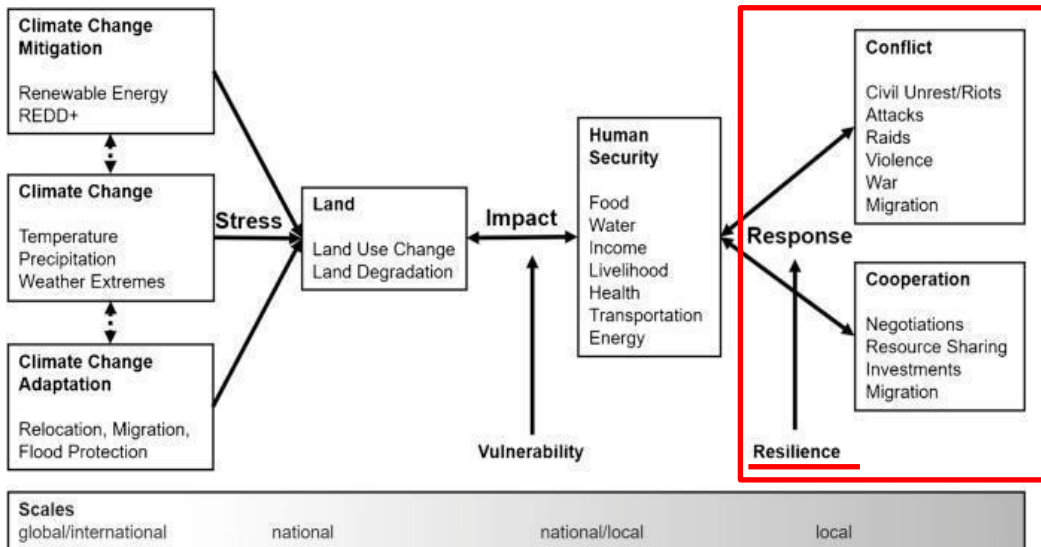 Climate Change
Mitigation
Renewable Energy
REDD+
Climate Change
Temperature
Precipitation
Weather Extremes
Climate Change
Adaptation
Relocation, Migration,
Flood Protection
Stress
Land
Land Use Change
Land Degradation
Impact
Vulnerability
Human
Security
Food
Water
Income
Livelihood
Health
Transportation
Energy
Response
Resilience
Conflict
Civil Unrest/Riots
Attacks
Raids
Violence
War
Migration
Cooperation
Negotiations
Resource Sharing
Investments
Migration
Scales
global/international national national/local local